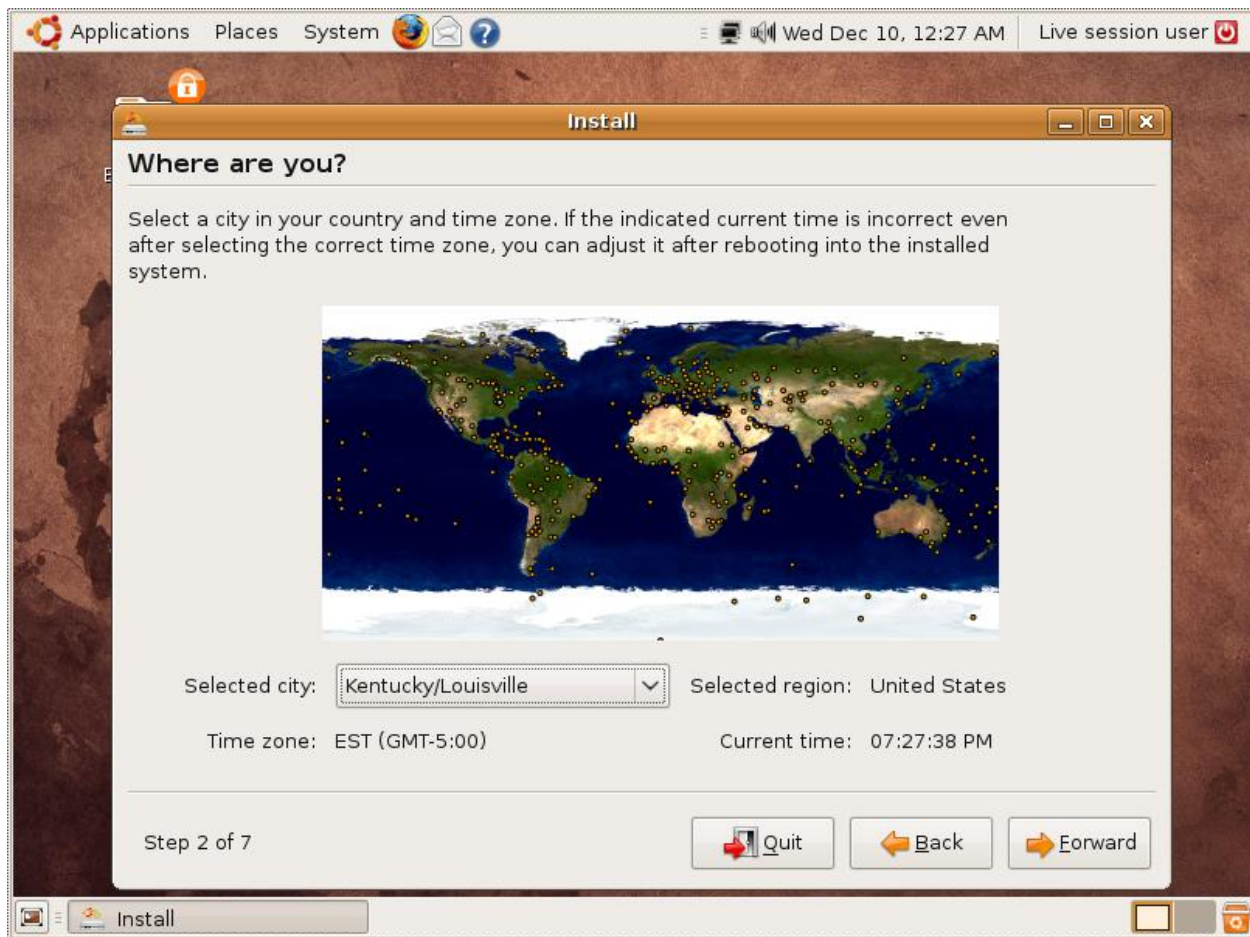 Applications Places System Wed Dec 10, 12:27 AM Live session user
Install
Where are you?
Select a city in your country and time zone. If the indicated current time is incorrect even
after selecting the correct time zone, you can adjust it after rebooting into the installed
system.
Selected city: Kentucky/Louisville Selected region: United States
Time zone: EST (GMT-5:00) Current time: 07:27:38 PM
Step 2 of 7 Quit Back Forward
Install